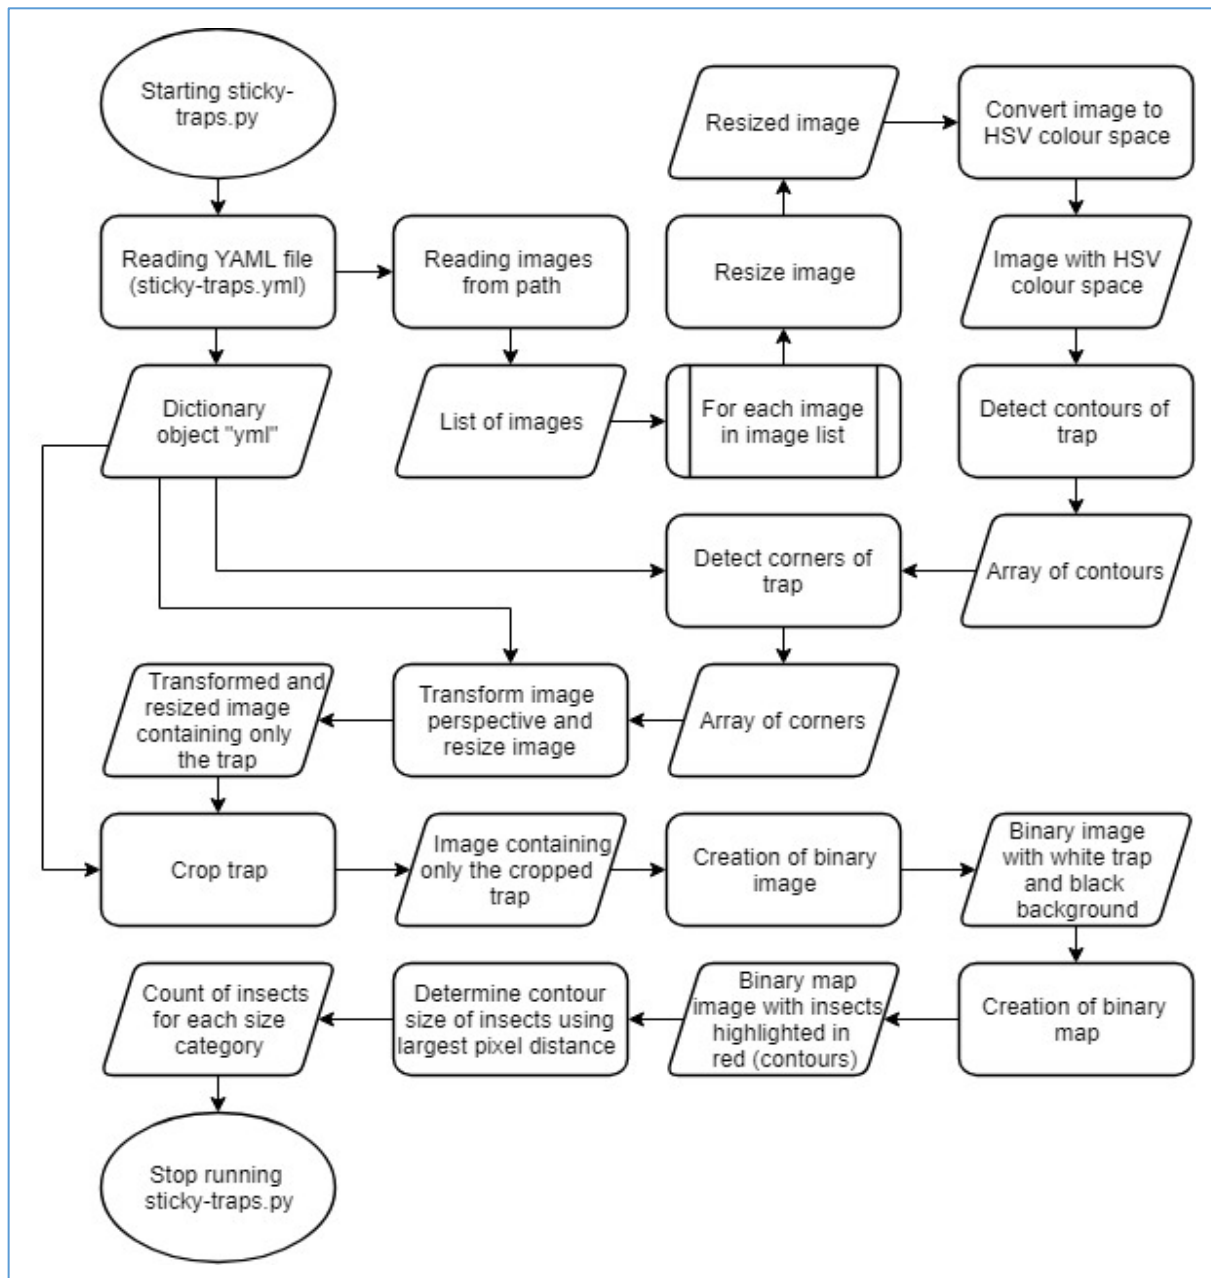 Starting sticky-
traps.py
Reading YAML file
(sticky-traps.yml)
Reading images
from path
Dictionary
object "yml"
List of images
For each image
in image list
Resize image
Resized image
Convert image to
HSV colour space
Image with HSV
colour space
Detect contours of
trap
Array of contours
Detect corners of
trap
Array of corners
Transform image
perspective and
resize image
Transformed and
resized image
containing only
the trap
Crop trap
Image containing
only the cropped
trap
Creation of binary
image
Binary image
with white trap
and black
background
Creation of binary
map
Binary map
image with insects
highlighted in
red (contours)
Determine contour
size of insects using
largest pixel distance
Count of insects
for each size
category
Stop running
sticky-traps.py